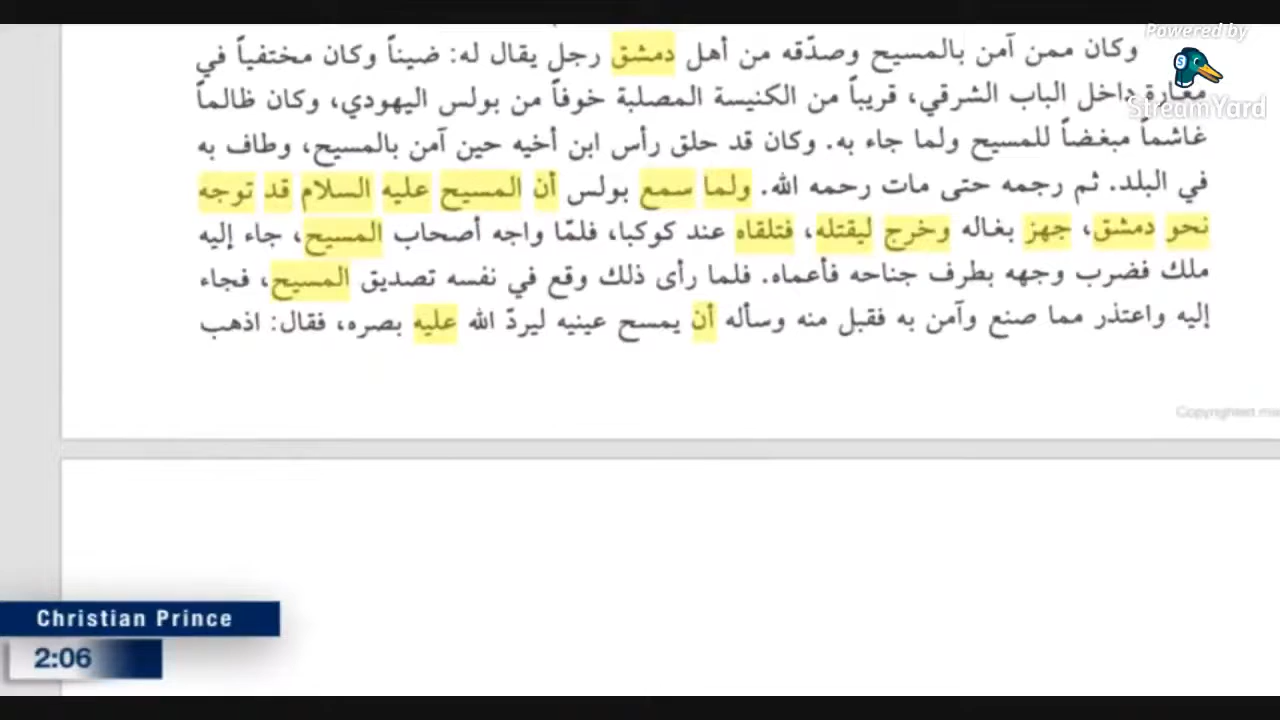 Powered by
StreamYard
وكان ممن آمن بالمسيح وصدّقه من أهل دمشق رجل يقال له: ضيناً وكان مختفياً في
مغارة داخل الباب الشرقي، قريباً من الكنيسة المصلبة خوفاً من بولس اليهودي، وكان ظالماً
غاشماً مبغضاً للمسيح ولما جاء به. وكان قد حلق رأس ابن أخيه حين آمن بالمسيح، وطاف به
في البلد. ثم رجمه حتى مات رحمه الله. ولما سمع بولس أن المسيح عليه السلام قد توجه
نحو دمشق، جهز بغاله وخرج ليقتله، فتلقاه عند كوكبا، فلمّا واجه أصحاب المسيح، جاء إليه
ملك فضرب وجهه بطرف جناحه فأعماه. فلما رأى ذلك وقع في نفسه تصديق المسيح، فجاء
إليه واعتذر مما صنع وآمن به فقبل منه وسأله أن يمسح عينيه ليردّ الله عليه بصره، فقال: اذهب
Christian Prince
2:06